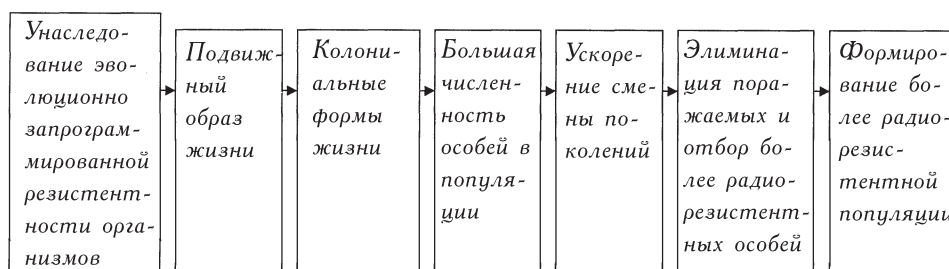 Унаследо-
вание эво-
люционно
запрограм-
мированной
резистент-
ности орга-
низмов
Подвиж-
ный
образ
жизни
Колони-
альные
формы
жизни
Большая
числен-
ность
особей в
популя-
ции
Ускоре-
ние сме-
ны по-
колений
Элимина-
ция пора-
жаемых и
отбор бо-
лее радио-
резистент-
ных особей
Формиро-
вание бо-
лее радио-
резис-
тентной
популяции